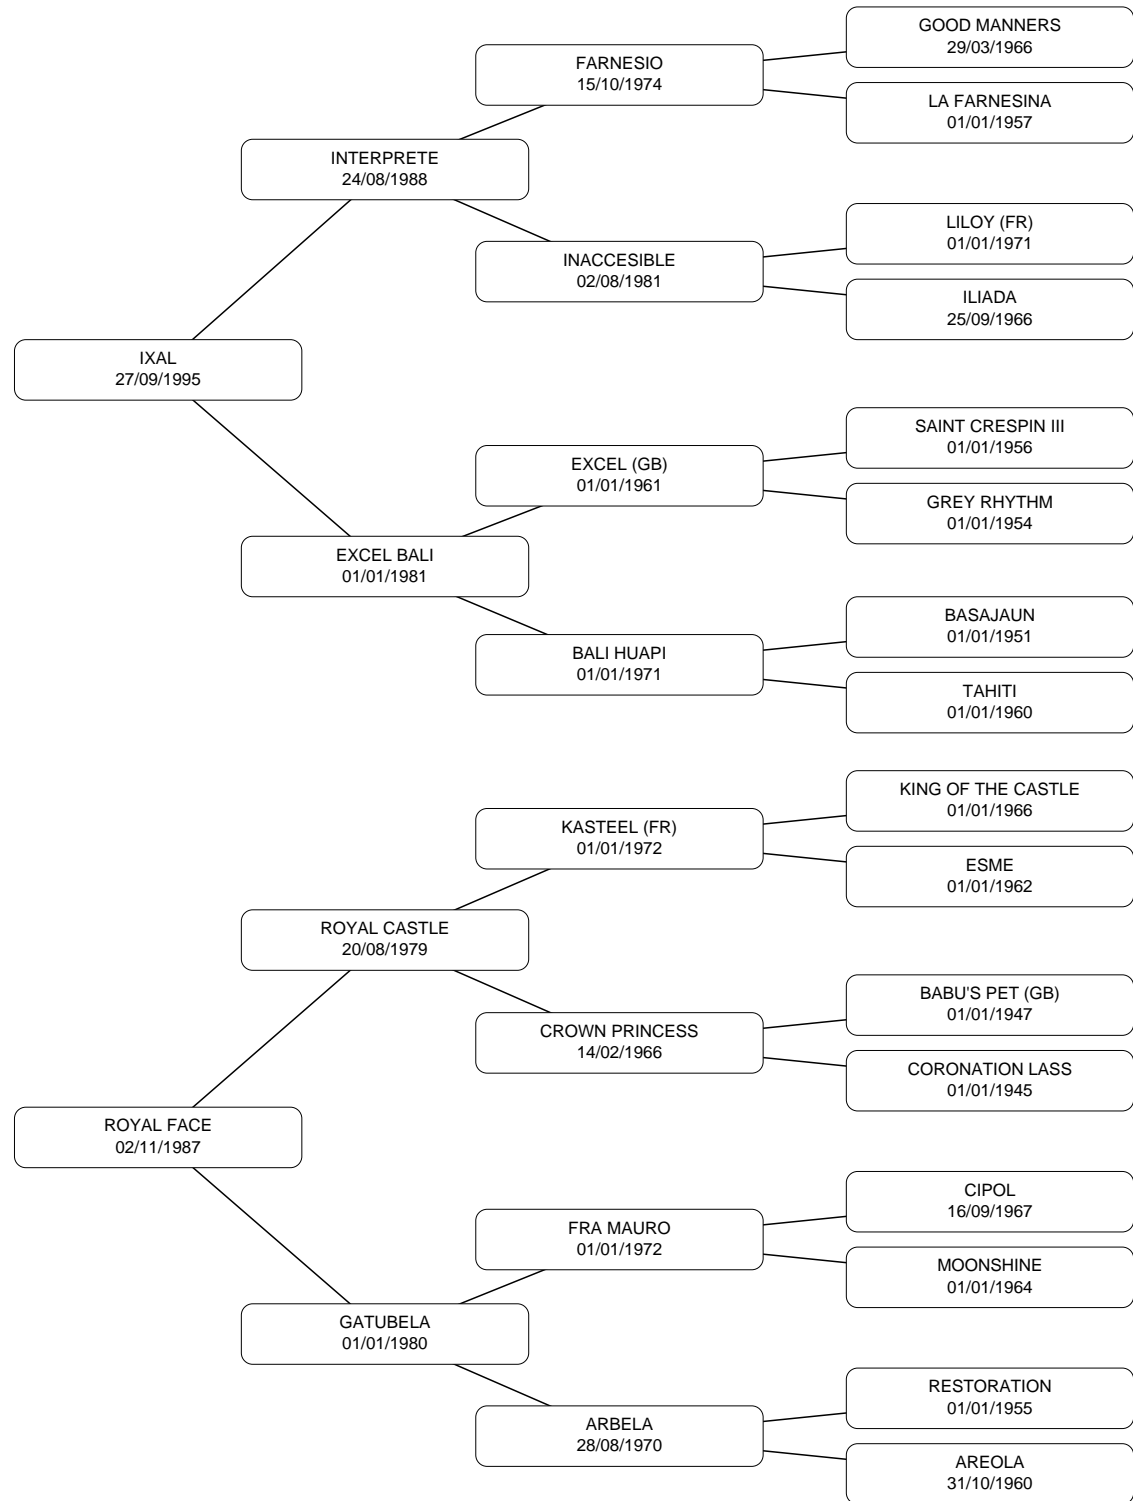 GOOD MANNERS
29/03/1966
FARNESIO
15/10/1974
LA FARNESINA
01/01/1957
INTERPRETE
24/08/1988
LILOY (FR)
01/01/1971
INACCESIBLE
02/08/1981
ILIADA
25/09/1966
IXAL
27/09/1995
SAINT CRESPIN III
01/01/1956
EXCEL (GB)
01/01/1961
GREY RHYTHM
01/01/1954
EXCEL BALI
01/01/1981
BASAJAUN
01/01/1951
BALI HUAPI
01/01/1971
TAHITI
01/01/1960
KING OF THE CASTLE
01/01/1966
KASTEEL (FR)
01/01/1972
ESME
01/01/1962
ROYAL CASTLE
20/08/1979
BABU'S PET (GB)
01/01/1947
CROWN PRINCESS
14/02/1966
CORONATION LASS
01/01/1945
ROYAL FACE
02/11/1987
CIPOL
16/09/1967
FRA MAURO
01/01/1972
MOONSHINE
01/01/1964
GATUBELA
01/01/1980
RESTORATION
01/01/1955
ARBELA
28/08/1970
AREOLA
31/10/1960